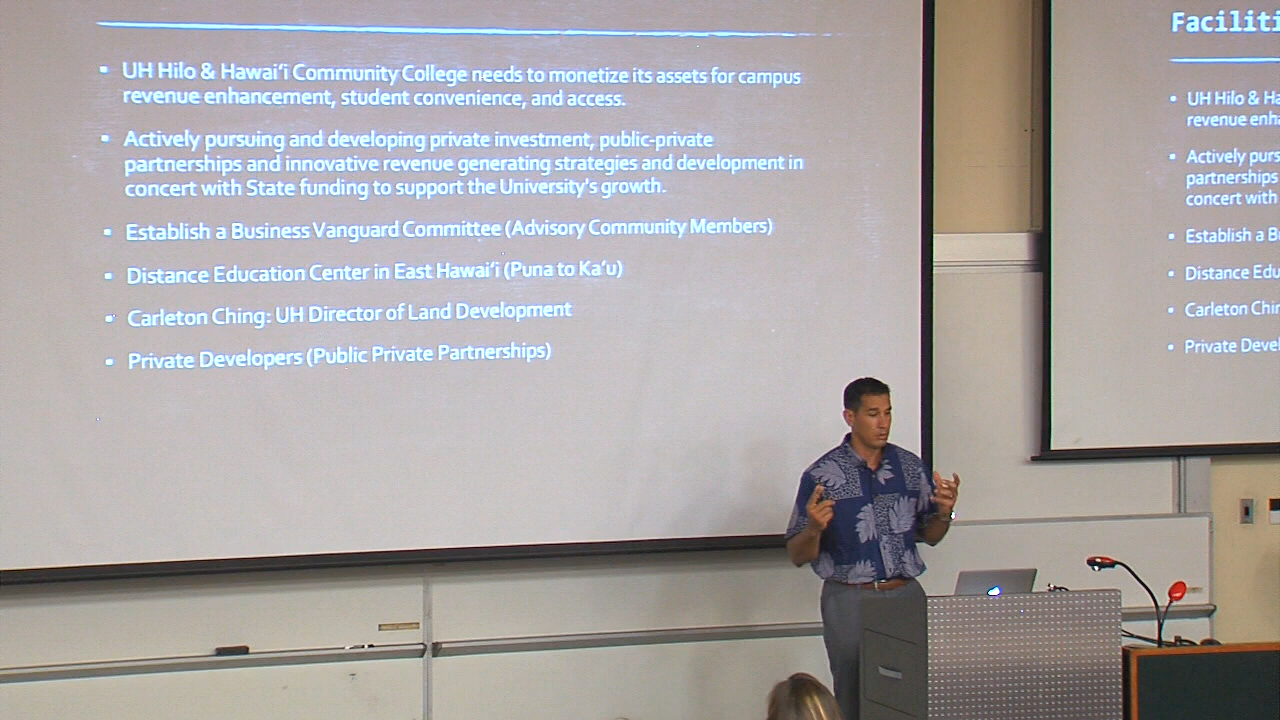 • UH Hilo & Hawai‘i Community College needs to monetize its assets for campus
revenue enhancement, student convenience, and access.
• Actively pursuing and developing private investment, public-private
partnerships and innovative revenue generating strategies and development in
concert with State funding to support the University's growth.
• Establish a Business Vanguard Committee (Advisory Community Members)
• Distance Education Center in East Hawai‘i (Puna to Ka‘u)
• Carleton Ching: UH Director of Land Development
• Private Developers (Public Private Partnerships)
Faciliti
• UH Hilo & Ha
revenue enha
• Actively purs
partnerships
concert with
• Establish a B
• Distance Edu
• Carleton Chin
• Private Devel